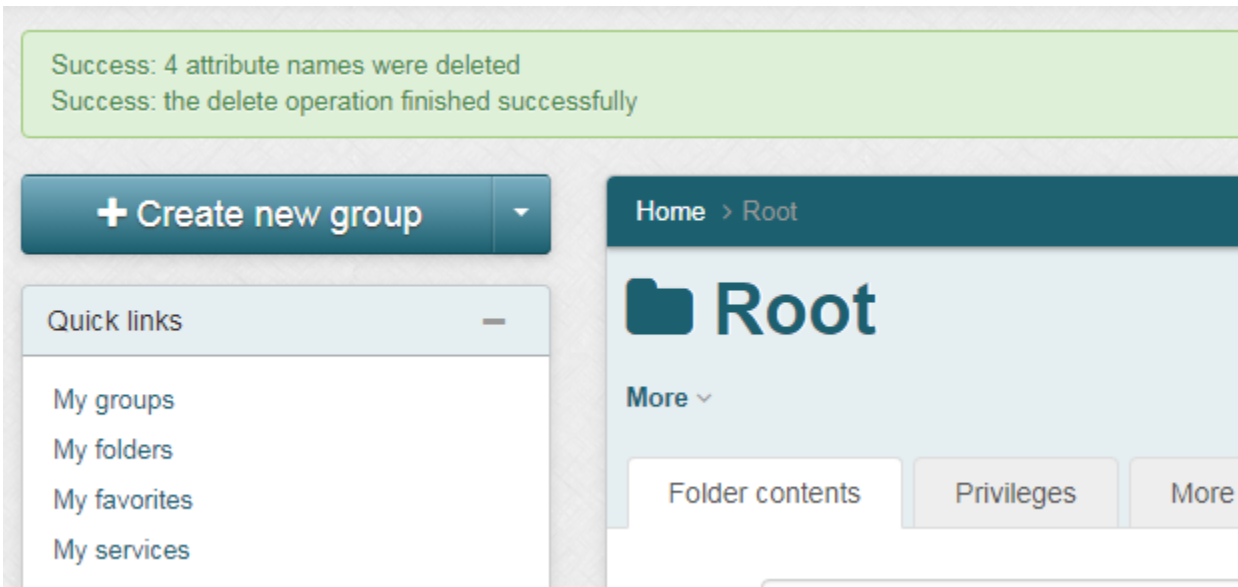 Success: 4 attribute names were deleted
Success: the delete operation finished successfully
Create new group
Quick links
My groups
My folders
My favorites
My services
Home > Root
Root
More
Folder contents
Privileges
More